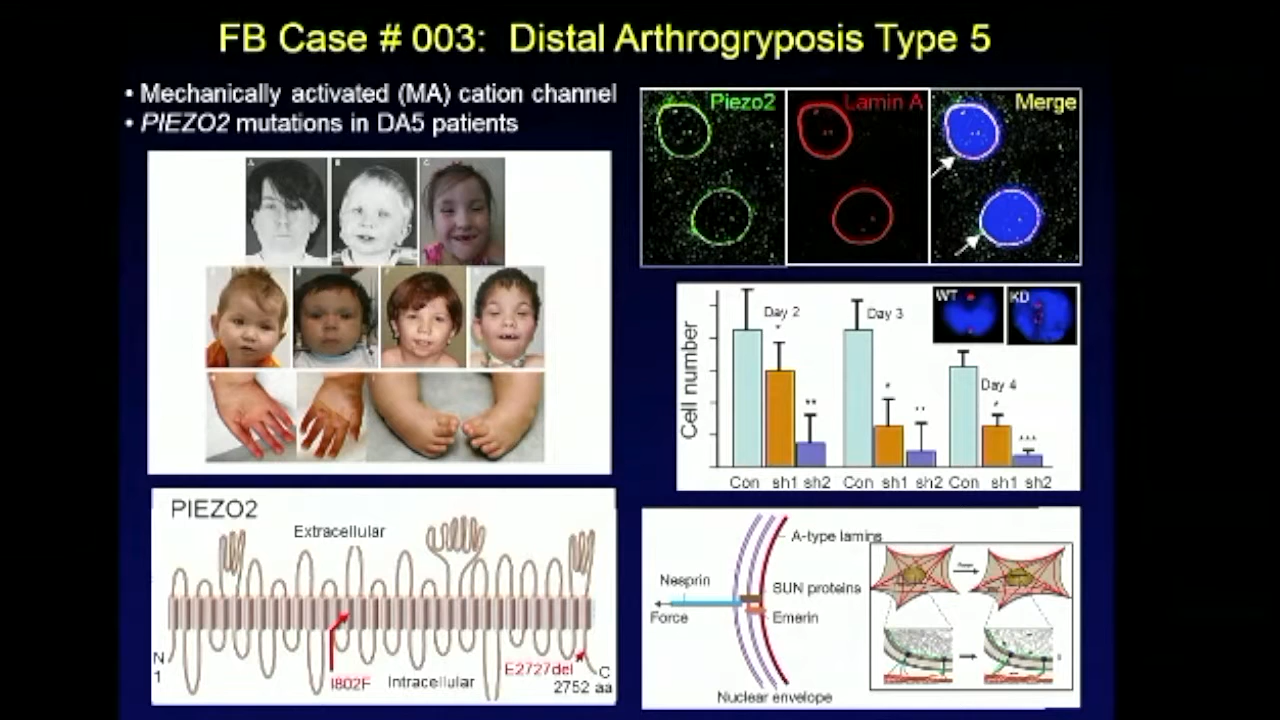 FB Case # 003: Distal Arthrogryposis Type 5
• Mechanically activated (MA) cation channel
• PIEZO2 mutations in DA5 patients
A B C
Piezo2 Lamin A Merge
Cell number
Day 2 Day 3 Day 4
* ** * ** * ***
WT KD
Con sh1 sh2 Con sh1 sh2 Con sh1 sh2
PIEZO2
Extracellular
N
1
I802F
Intracellular
E2727del
C
2752 aa
A-type lamins
Nesprin
SUN proteins
Force
Emerin
Nuclear envelope